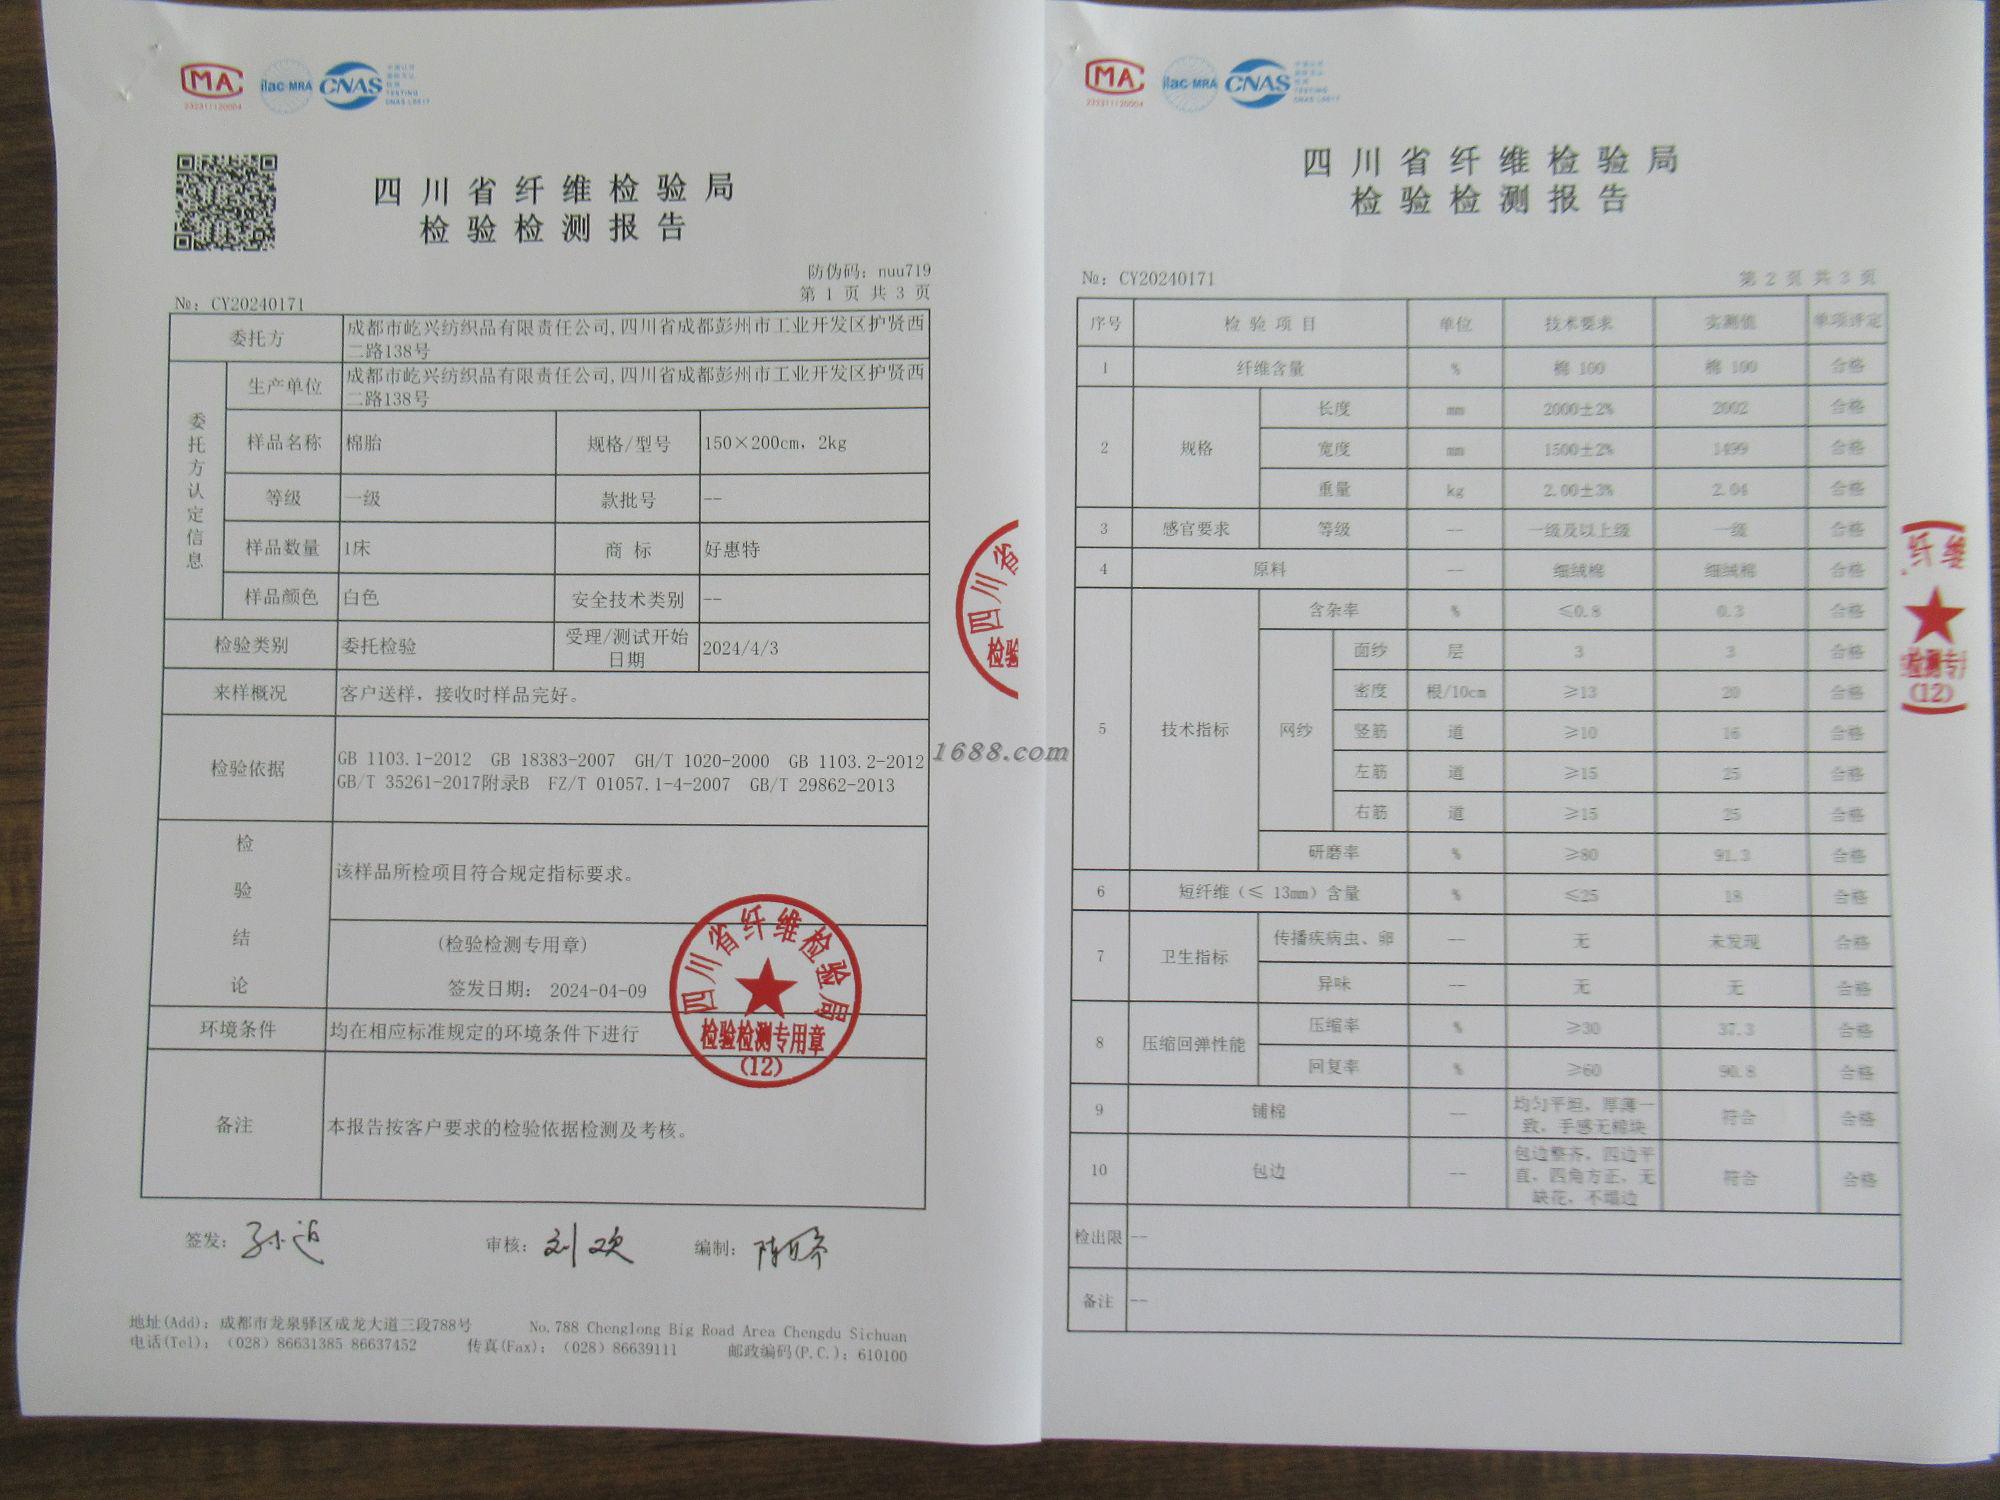 MA
232311120004
ilac-MRA
CNAS
TESTING
四川省纤维检验局
检验检测报告
防伪码：nuu719
№：CY20240171
第 1 页 共 3 页
委托方 成都市屹兴纺织品有限责任公司,四川省成都彭州市工业开发区护贤西
二路138号
委托方认定信息
生产单位 成都市屹兴纺织品有限责任公司,四川省成都彭州市工业开发区护贤西
二路138号
样品名称 棉胎 规格/型号 150×200cm，2kg
等级 一级 款批号 --
样品数量 1床 商 标 好惠特
样品颜色 白色 安全技术类别 --
检验类别 委托检验 受理/测试开始
日期 2024/4/3
来样概况 客户送样，接收时样品完好。
检验依据 GB 1103.1-2012 GB 18383-2007 GH/T 1020-2000 GB 1103.2-2012
GB/T 35261-2017附录B FZ/T 01057.1-4-2007 GB/T 29862-2013
检验结论 该样品所检项目符合规定指标要求。
(检验检测专用章)
签发日期： 2024-04-09
四川省纤维检验局
检验检测专用章
(12)
环境条件 均在相应标准规定的环境条件下进行
备注 本报告按客户要求的检验依据检测及考核。
签发：
审核：刘欢
编制：
地址(Add)：成都市龙泉驿区成龙大道三段788号 No.788 Chenglong Big Road Area Chengdu Sichuan
电话(Tel)：（028）86631385 86637452 传真(Fax)：（028）86639111 邮政编码(P.C.)：610100
四川省
检验
1688.com
MA
232311120004
ilac-MRA
CNAS
TESTING
四川省纤维检验局
检验检测报告
№：CY20240171
第 2 页 共 3 页
序号 检 验 项 目 单位 技术要求 实测值 单项评定
1 纤维含量 % 棉 100 棉 100 合格
2 规格 长度 mm 2000±2% 2002 合格
宽度 mm 1500±2% 1499 合格
重量 kg 2.00±3% 2.04 合格
3 感官要求 等级 -- 一级及以上级 一级 合格
4 原料 -- 细绒棉 细绒棉 合格
5 技术指标 含杂率 % ≤0.8 0.3 合格
网纱 面纱 层 3 3 合格
密度 根/10cm ≥13 20 合格
竖筋 道 ≥10 16 合格
左筋 道 ≥15 25 合格
右筋 道 ≥15 25 合格
研磨率 % ≥80 91.3 合格
6 短纤维（≤ 13mm）含量 % ≤25 18 合格
7 卫生指标 传播疾病虫、卵 -- 无 未发现 合格
异味 -- 无 无 合格
8 压缩回弹性能 压缩率 % ≥30 37.3 合格
回复率 % ≥60 90.8 合格
9 铺棉 -- 均匀平坦，厚薄一
致，手感无棉块 符合 合格
10 包边 -- 包边整齐，四边平
直，四角方正，无
缺花，不塌边 符合 合格
检出限 --
备注 --
纤维
检测专
(12)